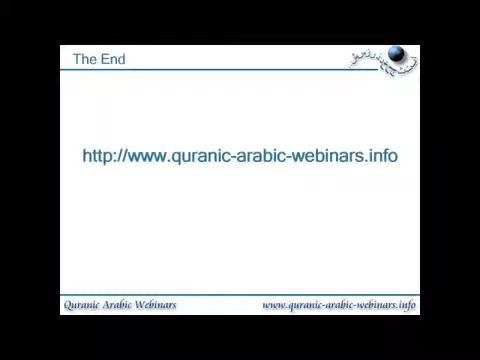 The End
http://www.quranic-arabic-webinars.info
Quranic Arabic Webinars
www.quranic-arabic-webinars.info